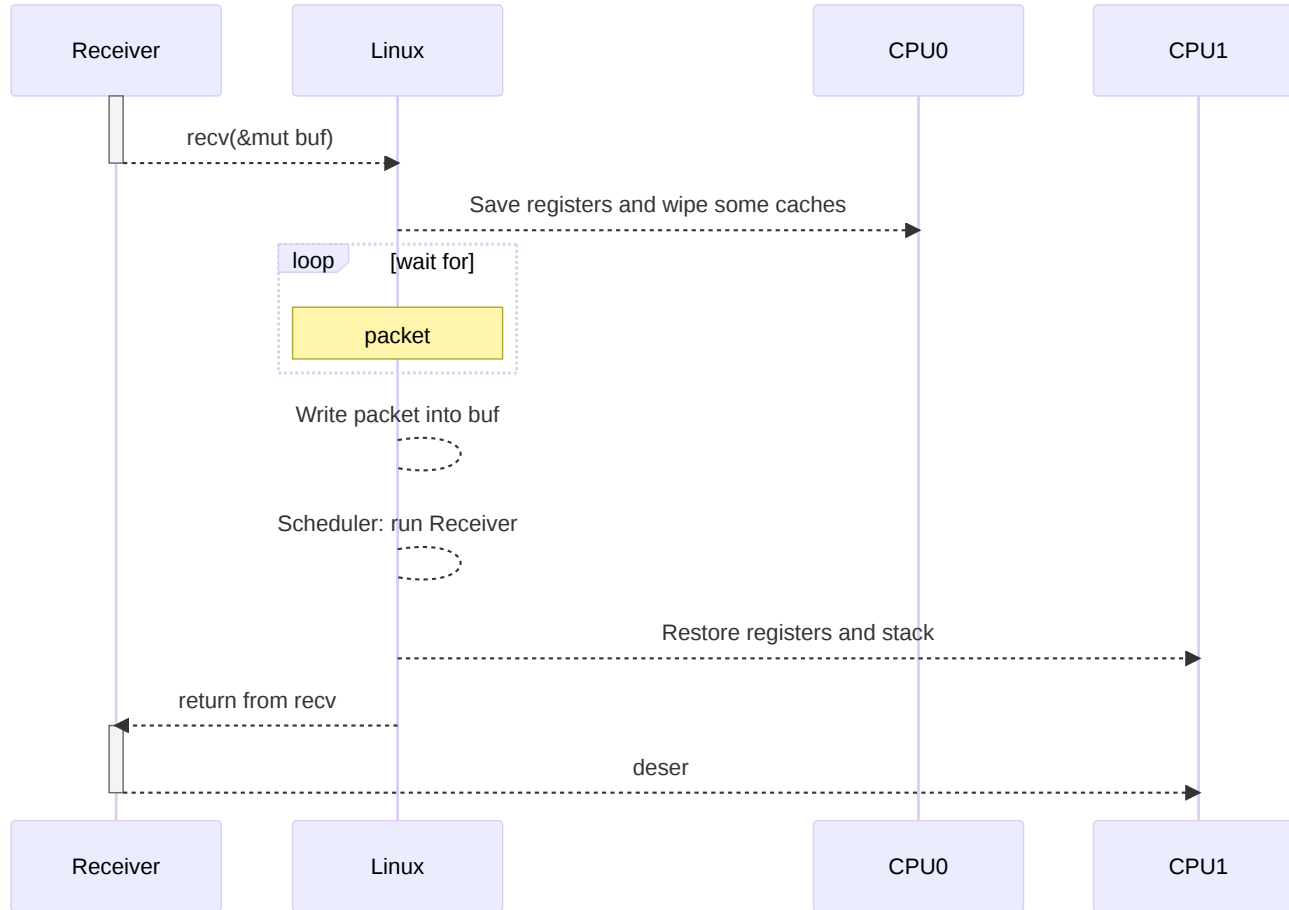 Receiver
Linux
CPU0
CPU1
recv(&mut buf)
Save registers and wipe some caches
loop
[wait for]
packet
Write packet into buf
Scheduler: run Receiver
Restore registers and stack
return from recv
deser
Receiver
Linux
CPU0
CPU1